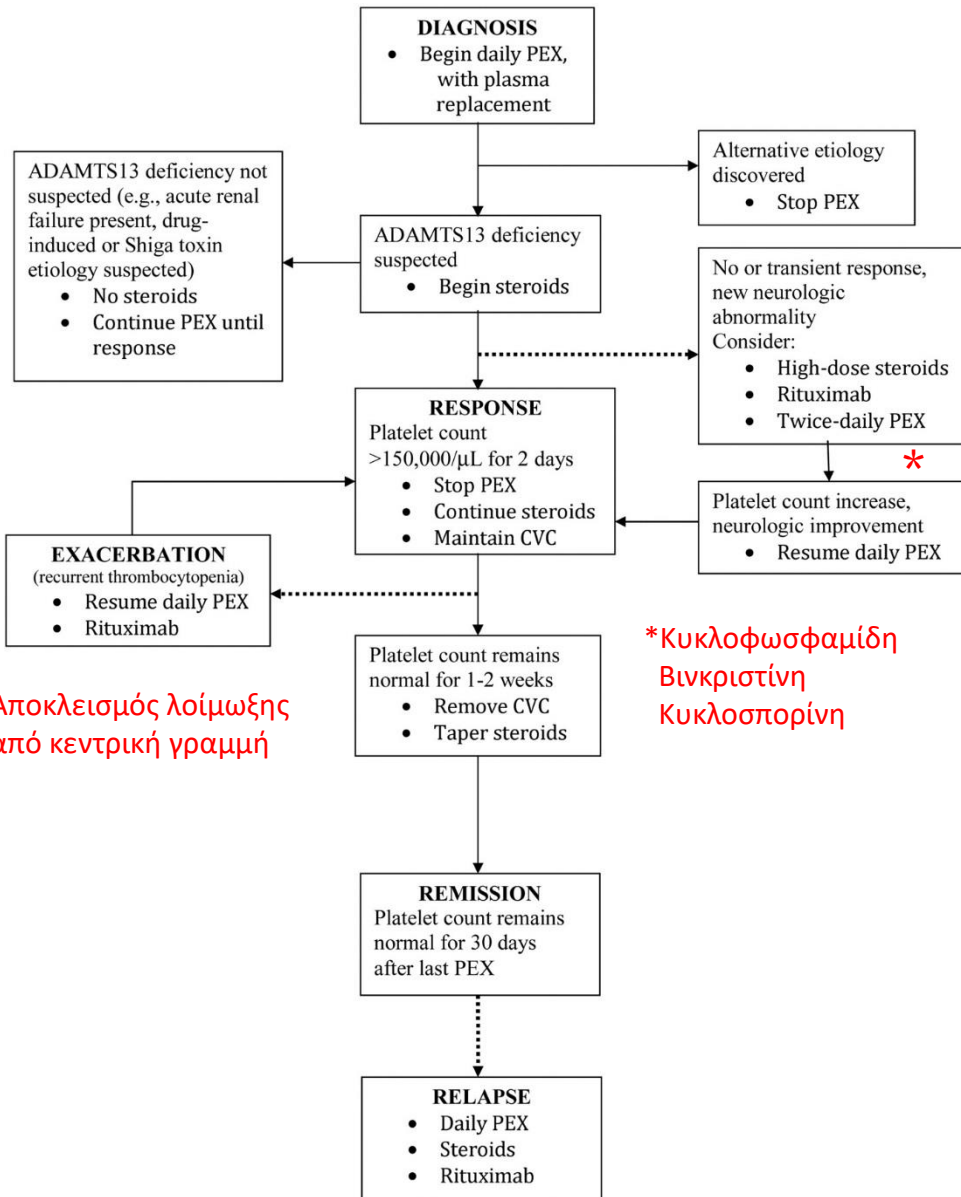 DIAGNOSIS
• Begin daily PEX,
with plasma
replacement
Alternative etiology
discovered
• Stop PEX
ADAMTS13 deficiency not
suspected (e.g., acute renal
failure present, drug-
induced or Shiga toxin
etiology suspected)
• No steroids
• Continue PEX until
response
ADAMTS13 deficiency
suspected
• Begin steroids
No or transient response,
new neurologic
abnormality
Consider:
• High-dose steroids
• Rituximab
• Twice-daily PEX
*
RESPONSE
Platelet count
>150,000/μL for 2 days
• Stop PEX
• Continue steroids
• Maintain CVC
Platelet count increase,
neurologic improvement
• Resume daily PEX
EXACERBATION
(recurrent thrombocytopenia)
• Resume daily PEX
• Rituximab
*Κυκλοφωσφαμίδη
Βινκριστίνη
Κυκλοσπορίνη
Platelet count remains
normal for 1-2 weeks
• Remove CVC
• Taper steroids
Αποκλεισμός λοίμωξης
από κεντρική γραμμή
REMISSION
Platelet count remains
normal for 30 days
after last PEX
RELAPSE
• Daily PEX
• Steroids
• Rituximab